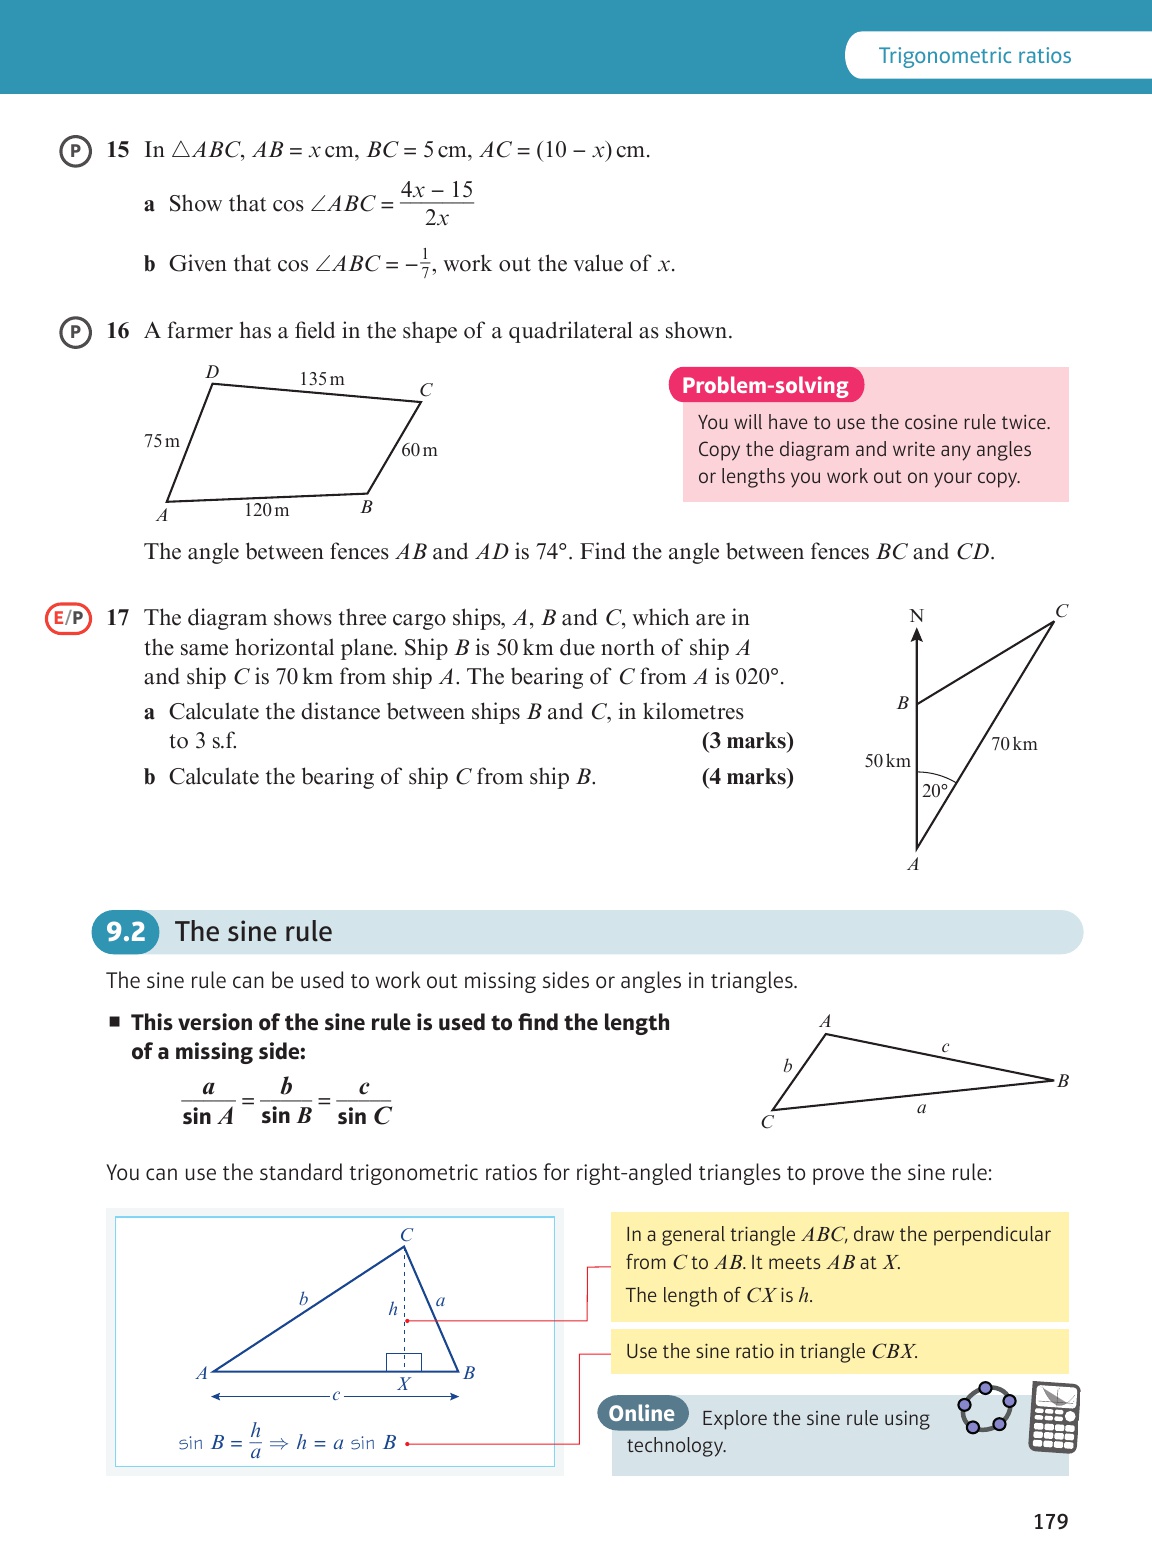 Trigonometric ratios
P 15 In △ABC, AB = x cm, BC = 5 cm, AC = (10 − x) cm.
a Show that cos ∠ABC = (4x − 15)/(2x)
b Given that cos ∠ABC = −1/7, work out the value of x.
P 16 A farmer has a field in the shape of a quadrilateral as shown.
D
135 m
C
75 m
60 m
A
120 m
B
Problem-solving
You will have to use the cosine rule twice.
Copy the diagram and write any angles
or lengths you work out on your copy.
The angle between fences AB and AD is 74°. Find the angle between fences BC and CD.
E/P 17 The diagram shows three cargo ships, A, B and C, which are in
the same horizontal plane. Ship B is 50 km due north of ship A
and ship C is 70 km from ship A. The bearing of C from A is 020°.
a Calculate the distance between ships B and C, in kilometres
to 3 s.f. (3 marks)
b Calculate the bearing of ship C from ship B. (4 marks)
N
C
B
70 km
50 km
20°
A
9.2 The sine rule
The sine rule can be used to work out missing sides or angles in triangles.
■ This version of the sine rule is used to find the length
of a missing side:
a/sin A = b/sin B = c/sin C
A
c
b
B
a
C
You can use the standard trigonometric ratios for right-angled triangles to prove the sine rule:
C
b
h
a
A
X
B
c
sin B = h/a ⇒ h = a sin B
In a general triangle ABC, draw the perpendicular
from C to AB. It meets AB at X.
The length of CX is h.
Use the sine ratio in triangle CBX.
Online Explore the sine rule using
technology.
179